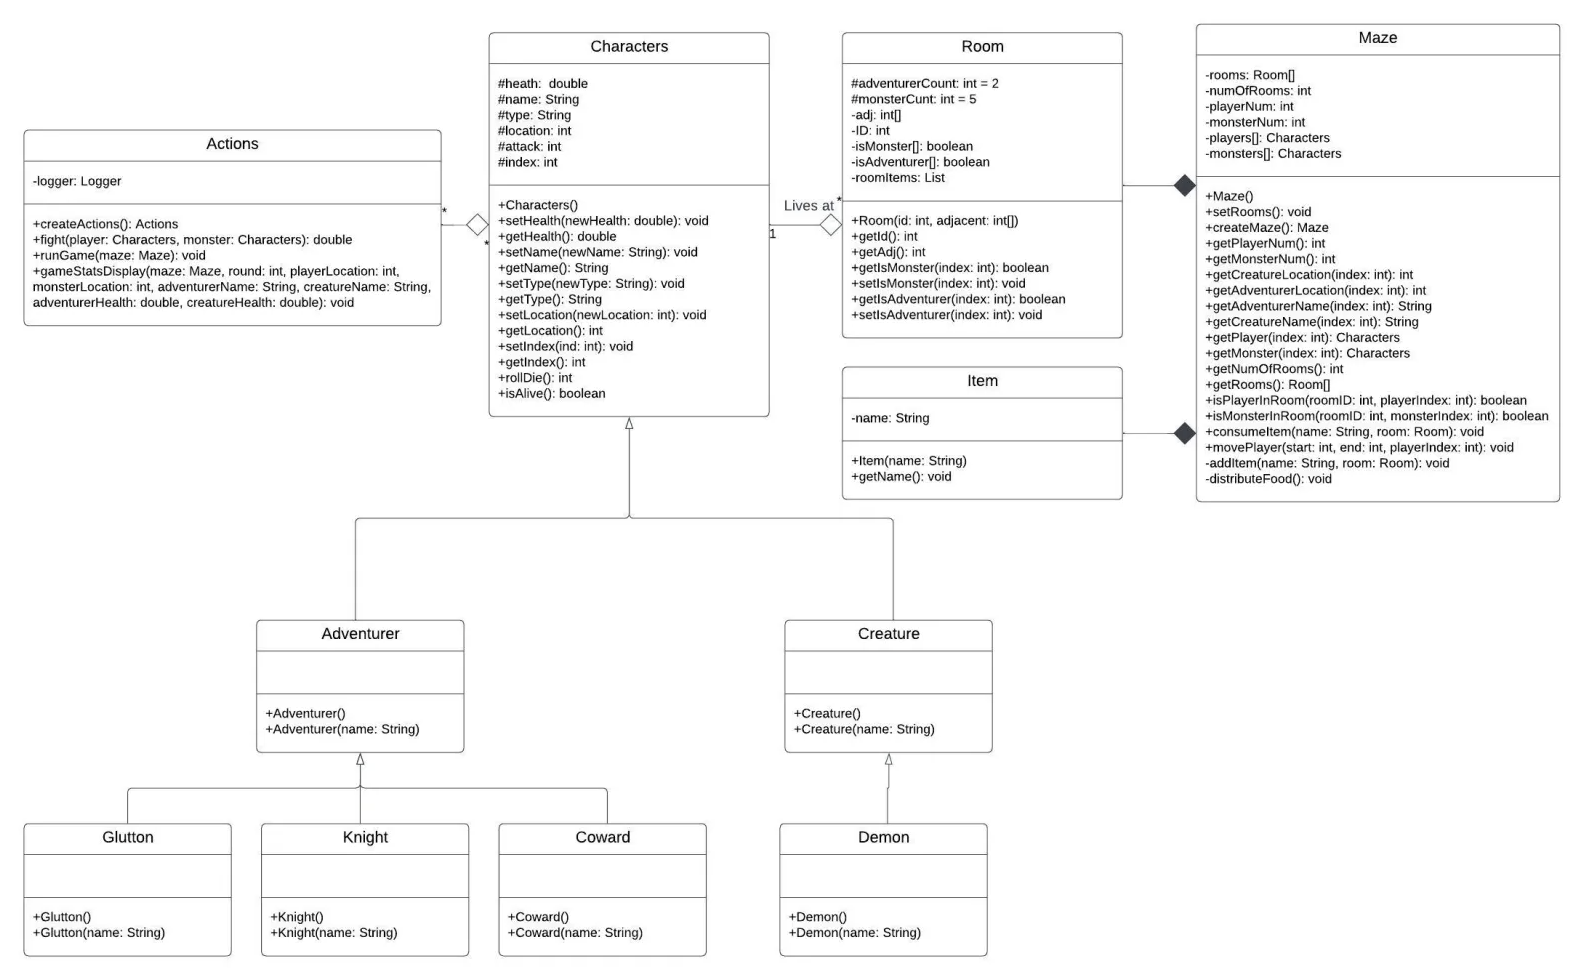 Actions
-logger: Logger
+createActions(): Actions
+fight(player: Characters, monster: Characters): double
+runGame(maze: Maze): void
+gameStatsDisplay(maze: Maze, round: int, playerLocation: int,
monsterLocation: int, adventurerName: String, creatureName: String,
adventurerHealth: double, creatureHealth: double): void
*
*
Characters
#heath:  double
#name: String
#type: String
#location: int
#attack: int
#index: int
+Characters()
+setHealth(newHealth: double): void
+getHealth(): double
+setName(newName: String): void
+getName(): String
+setType(newType: String): void
+getType(): String
+setLocation(newLocation: int): void
+getLocation(): int
+setIndex(ind: int): void
+getIndex(): int
+rollDie(): int
+isAlive(): boolean
Lives at
*
1
Room
#adventurerCount: int = 2
#monsterCunt: int = 5
-adj: int[]
-ID: int
-isMonster[]: boolean
-isAdventurer[]: boolean
-roomItems: List
+Room(id: int, adjacent: int[])
+getId(): int
+getAdj(): int
+getIsMonster(index: int): boolean
+setIsMonster(index: int): void
+getIsAdventurer(index: int): boolean
+setIsAdventurer(index: int): void
Item
-name: String
+Item(name: String)
+getName(): void
Maze
-rooms: Room[]
-numOfRooms: int
-playerNum: int
-monsterNum: int
-players[]: Characters
-monsters[]: Characters
+Maze()
+setRooms(): void
+createMaze(): Maze
+getPlayerNum(): int
+getMonsterNum(): int
+getCreatureLocation(index: int): int
+getAdventurerLocation(index: int): int
+getAdventurerName(index: int): String
+getCreatureName(index: int): String
+getPlayer(index: int): Characters
+getMonster(index: int): Characters
+getNumOfRooms(): int
+getRooms(): Room[]
+isPlayerInRoom(roomID: int, playerIndex: int): boolean
+isMonsterInRoom(roomID: int, monsterIndex: int): boolean
+consumeItem(name: String, room: Room): void
+movePlayer(start: int, end: int, playerIndex: int): void
-addItem(name: String, room: Room): void
-distributeFood(): void
Adventurer
+Adventurer()
+Adventurer(name: String)
Creature
+Creature()
+Creature(name: String)
Glutton
+Glutton()
+Glutton(name: String)
Knight
+Knight()
+Knight(name: String)
Coward
+Coward()
+Coward(name: String)
Demon
+Demon()
+Demon(name: String)